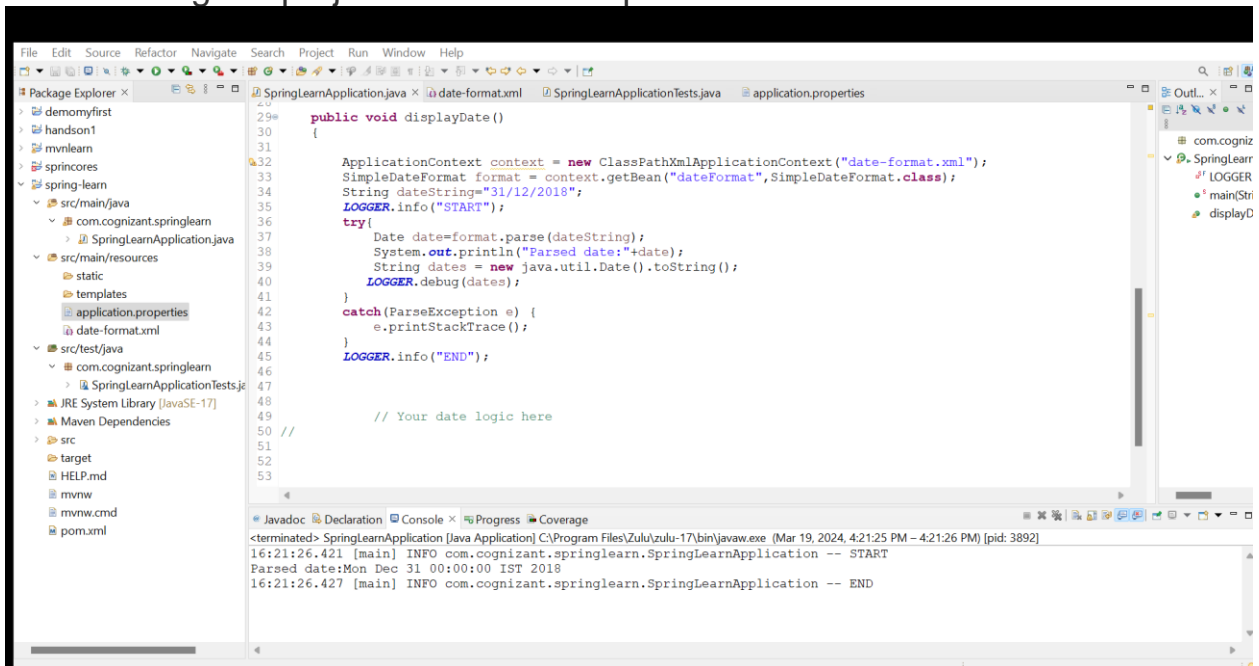 File Edit Source Refactor Navigate Search Project Run Window Help
Package Explorer
demomyfirst
handson1
mvnlearn
sprincores
spring-learn
src/main/java
com.cognizant.springlearn
SpringLearnApplication.java
src/main/resources
static
templates
application.properties
date-format.xml
src/test/java
com.cognizant.springlearn
SpringLearnApplicationTests.ja
JRE System Library [JavaSE-17]
Maven Dependencies
src
target
HELP.md
mvnw
mvnw.cmd
pom.xml
SpringLearnApplication.java date-format.xml SpringLearnApplicationTests.java application.properties
29 public void displayDate()
30 {
31
32 ApplicationContext context = new ClassPathXmlApplicationContext("date-format.xml");
33 SimpleDateFormat format = context.getBean("dateFormat",SimpleDateFormat.class);
34 String dateString="31/12/2018";
35 LOGGER.info("START");
36 try{
37 Date date=format.parse(dateString);
38 System.out.println("Parsed date:"+date);
39 String dates = new java.util.Date().toString();
40 LOGGER.debug(dates);
41 }
42 catch(ParseException e) {
43 e.printStackTrace();
44 }
45 LOGGER.info("END");
46
47
48
49 // Your date logic here
50 //
51
52
53
Outl...
com.cogniz
SpringLearn
LOGGER
main(Stri
displayD
Javadoc Declaration Console Progress Coverage
<terminated> SpringLearnApplication [Java Application] C:\Program Files\Zulu\zulu-17\bin\javaw.exe (Mar 19, 2024, 4:21:25 PM – 4:21:26 PM) [pid: 3892]
16:21:26.421 [main] INFO com.cognizant.springlearn.SpringLearnApplication -- START
Parsed date:Mon Dec 31 00:00:00 IST 2018
16:21:26.427 [main] INFO com.cognizant.springlearn.SpringLearnApplication -- END